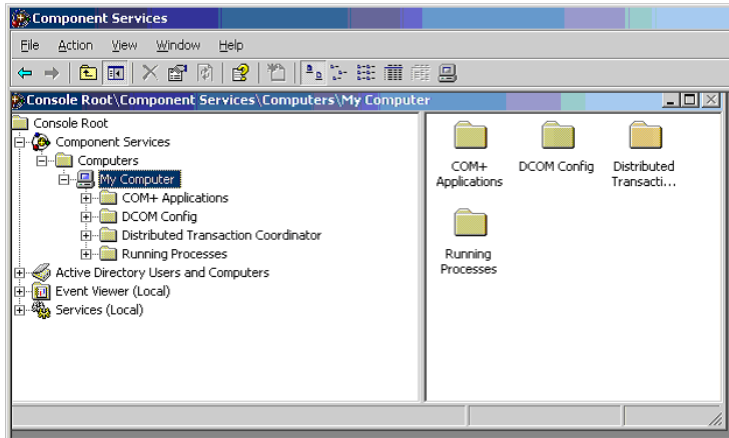 Component Services
File Action View Window Help
Console Root\Component Services\Computers\My Computer
Console Root
Component Services
Computers
My Computer
COM+ Applications
DCOM Config
Distributed Transaction Coordinator
Running Processes
Active Directory Users and Computers
Event Viewer (Local)
Services (Local)
COM+ Applications
DCOM Config
Distributed Transacti...
Running Processes